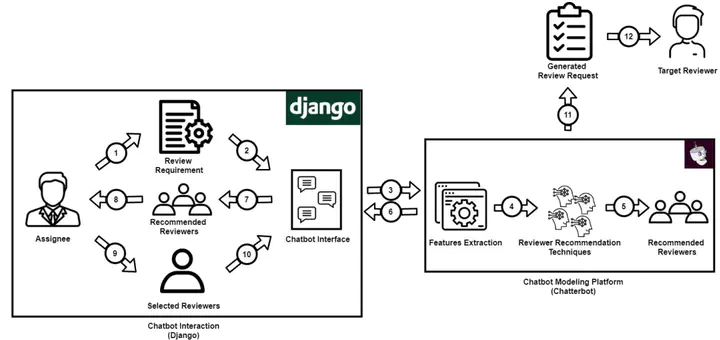 12
Generated
Review Request
Target Reviewer
django
11
1
Review
Requirement
2
3
8
Recommended
Reviewers
7
6
4
5
Assignee
Chatbot Interface
Features Extraction
Reviewer Recommendation
Techniques
Recommended
Reviewers
9
10
Selected Reviewers
Chatbot Interaction
(Django)
Chatbot Modeling Platform
(Chatterbot)